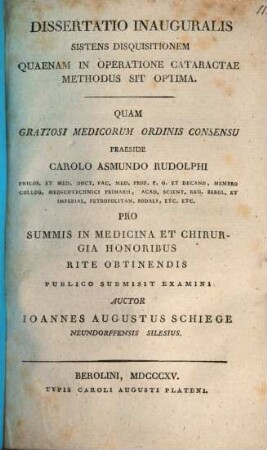 DISSERTATIO INAUGURALIS
SISTENS DISQUISITIONEM
QUAENAM IN OPERATIONE CATARACTAE
METHODUS SIT OPTIMA.
QUAM
GRATIOSI MEDICORUM ORDINIS CONSENSU
PRAESIDE
CAROLO ASMUNDO RUDOLPHI
PHILOS. ET MED. DOCT. FAC. MED. PROF. P. O. ET DECANO, MEMBRO
COLLEG. MEDICOTECHNICI PRIMARII, ACAD. SCIENT. REG. BEROL. ET
IMPERIAL. PETROPOLITAN. SODALI, ETC. ETC.
PRO
SUMMIS IN MEDICINA ET CHIRUR-
GIA HONORIBUS
RITE OBTINENDIS
PUBLICO SUBMISIT EXAMINI
AUCTOR
IOANNES AUGUSTUS SCHIEGE
NEUNDORFFENSIS SILESIUS.
BEROLINI, MDCCCXV.
TYPIS CAROLI AUGUSTI PLATENI.